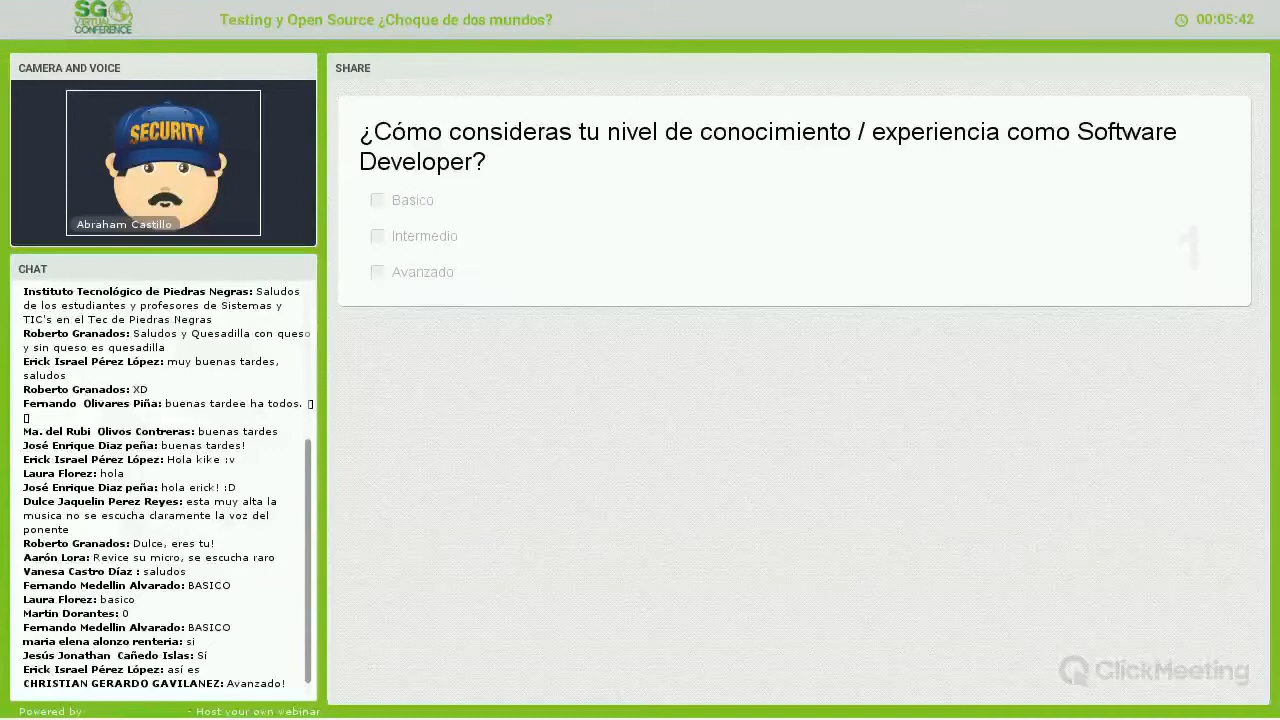 SG
VIRTUAL
CONFERENCE
Testing y Open Source ¿Choque de dos mundos?
00:05:42
CAMERA AND VOICE
SECURITY
Abraham Castillo
CHAT
Instituto Tecnológico de Piedras Negras: Saludos
de los estudiantes y profesores de Sistemas y
TIC's en el Tec de Piedras Negras
Roberto Granados: Saludos y Quesadilla con queso
y sin queso es quesadilla
Erick Israel Pérez López: muy buenas tardes,
saludos
Roberto Granados: XD
Fernando Olivares Piña: buenas tardee ha todos.
Ma. del Rubi Olivos Contreras: buenas tardes
José Enrique Diaz peña: buenas tardes!
Erick Israel Pérez López: Hola kike :v
Laura Florez: hola
José Enrique Diaz peña: hola erick! :D
Dulce Jaquelin Perez Reyes: esta muy alta la
musica no se escucha claramente la voz del
ponente
Roberto Granados: Dulce, eres tu!
Aarón Lora: Revice su micro, se escucha raro
Vanesa Castro Díaz : saludos
Fernando Medellin Alvarado: BASICO
Laura Florez: basico
Martin Dorantes: 0
Fernando Medellin Alvarado: BASICO
maria elena alonzo renteria: si
Jesús Jonathan Cañedo Islas: Sí
Erick Israel Pérez López: así es
CHRISTIAN GERARDO GAVILANEZ: Avanzado!
Powered by - Host your own webinar
SHARE
¿Cómo consideras tu nivel de conocimiento / experiencia como Software
Developer?
Basico
Intermedio
Avanzado
1
ClickMeeting